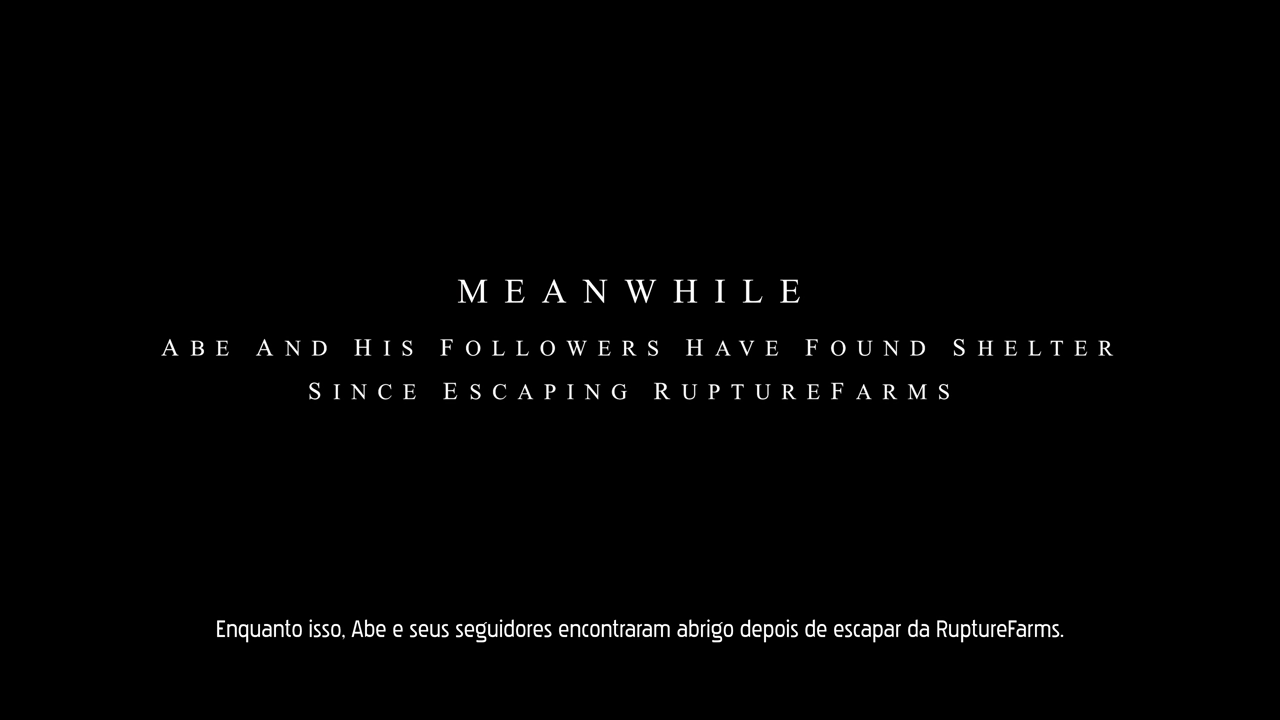 MEANWHILE
ABE AND HIS FOLLOWERS HAVE FOUND SHELTER
SINCE ESCAPING RUPTUREFARMS
Enquanto isso, Abe e seus seguidores encontraram abrigo depois de escapar da RuptureFarms.